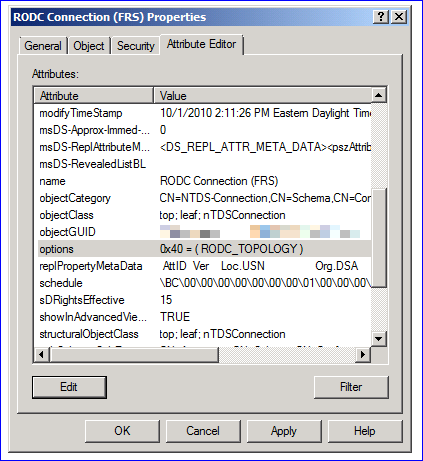 RODC Connection (FRS) Properties
General Object Security Attribute Editor
Attributes:
Attribute Value
modifyTimeStamp 10/1/2010 2:11:26 PM Eastern Daylight Time
msDS-Approx-Immed-... 0
msDS-ReplAttributeM... <DS_REPL_ATTR_META_DATA><pszAttrib
msDS-RevealedListBL
name RODC Connection (FRS)
objectCategory CN=NTDS-Connection,CN=Schema,CN=Con
objectClass top; leaf; nTDSConnection
objectGUID
options 0x40 = ( RODC_TOPOLOGY )
replPropertyMetaData AttID Ver Loc.USN Org.DSA
schedule \BC\00\00\00\00\00\00\00\01\00\00\00\
sDRightsEffective 15
showInAdvancedVie... TRUE
structuralObjectClass top; leaf; nTDSConnection
Edit Filter
OK Cancel Apply Help